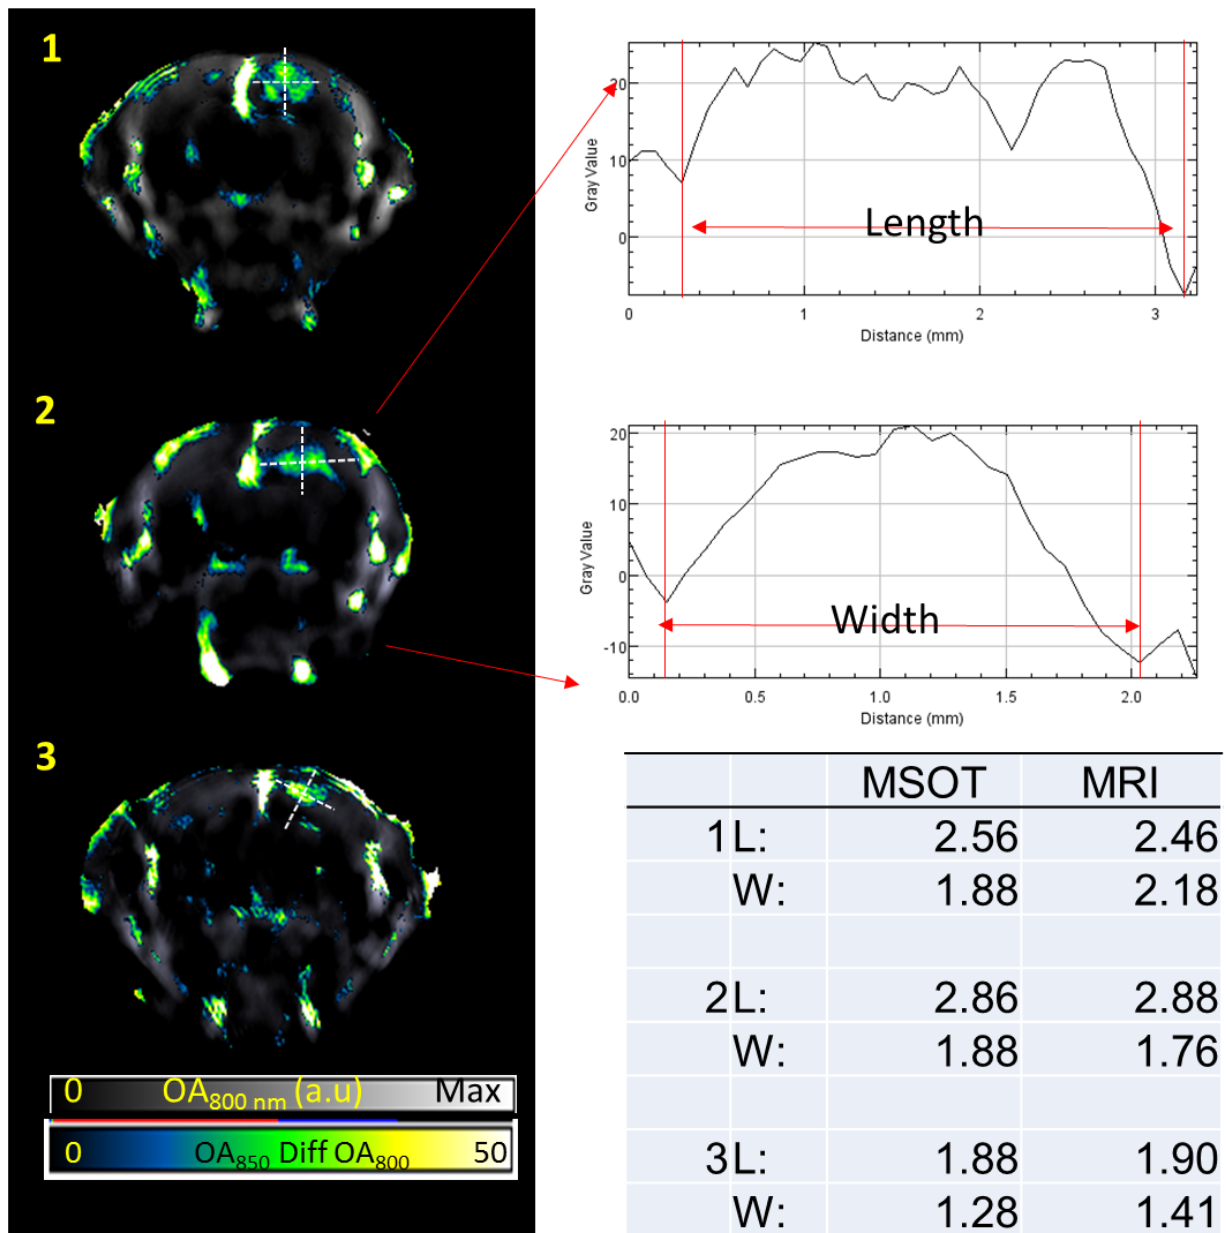 1
2
3
0 OA800 nm (a.u) Max
0 OA850 Diff OA800 50
20
10
0
Gray Value
Length
0 1 2 3
Distance (mm)
20
10
0
-10
Gray Value
Width
0.0 0.5 1.0 1.5 2.0
Distance (mm)
MSOT MRI
1 L: 2.56 2.46
W: 1.88 2.18
2 L: 2.86 2.88
W: 1.88 1.76
3 L: 1.88 1.90
W: 1.28 1.41